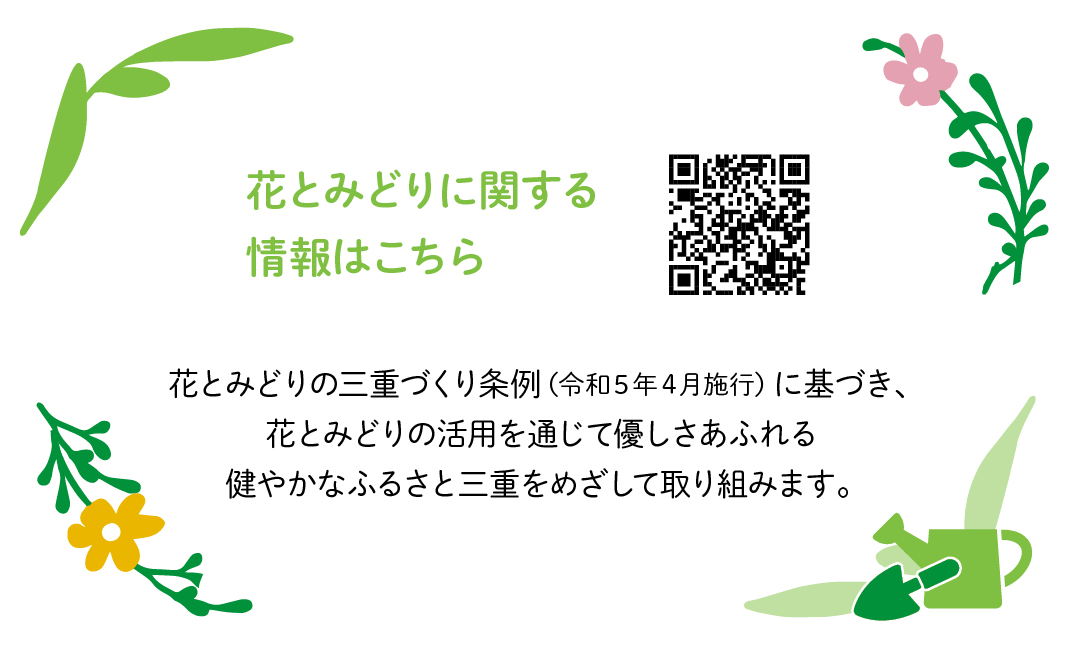 花とみどりに関する
情報はこちら
花とみどりの三重づくり条例（令和５年４月施行）に基づき、
花とみどりの活用を通じて優しさあふれる
健やかなふるさと三重をめざして取り組みます。